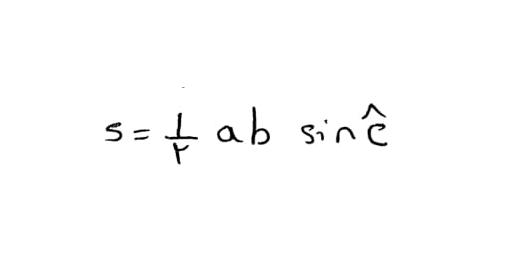 s = ۱/۲ ab sin ĉ